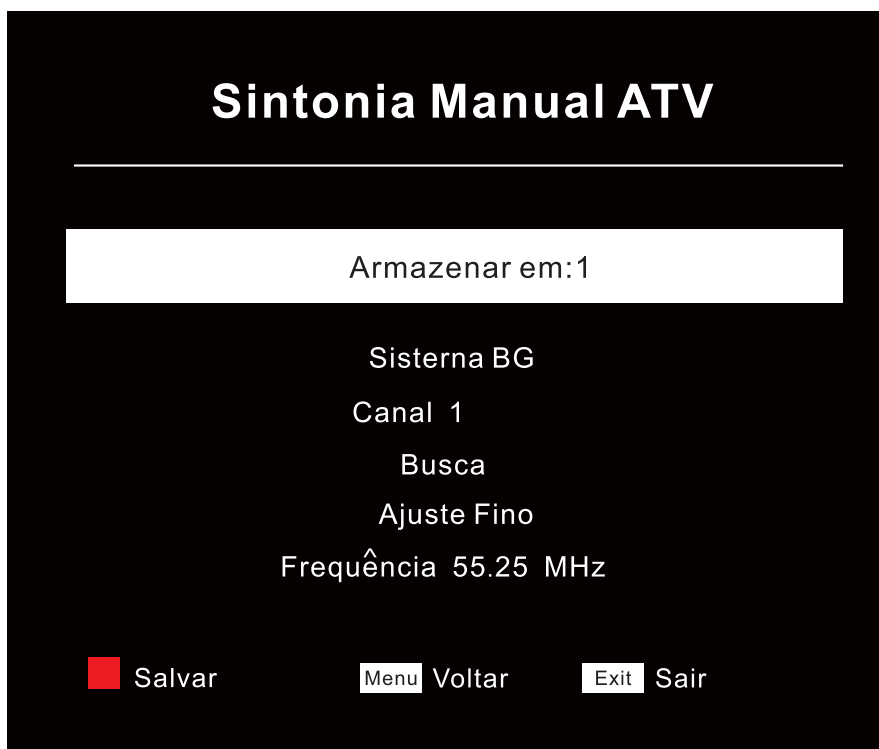 Sintonia Manual ATV
Armazenar em:1
Sisterna BG
Canal 1
Busca
Ajuste Fino
Frequência 55.25 MHz
Salvar Menu Voltar Exit Sair